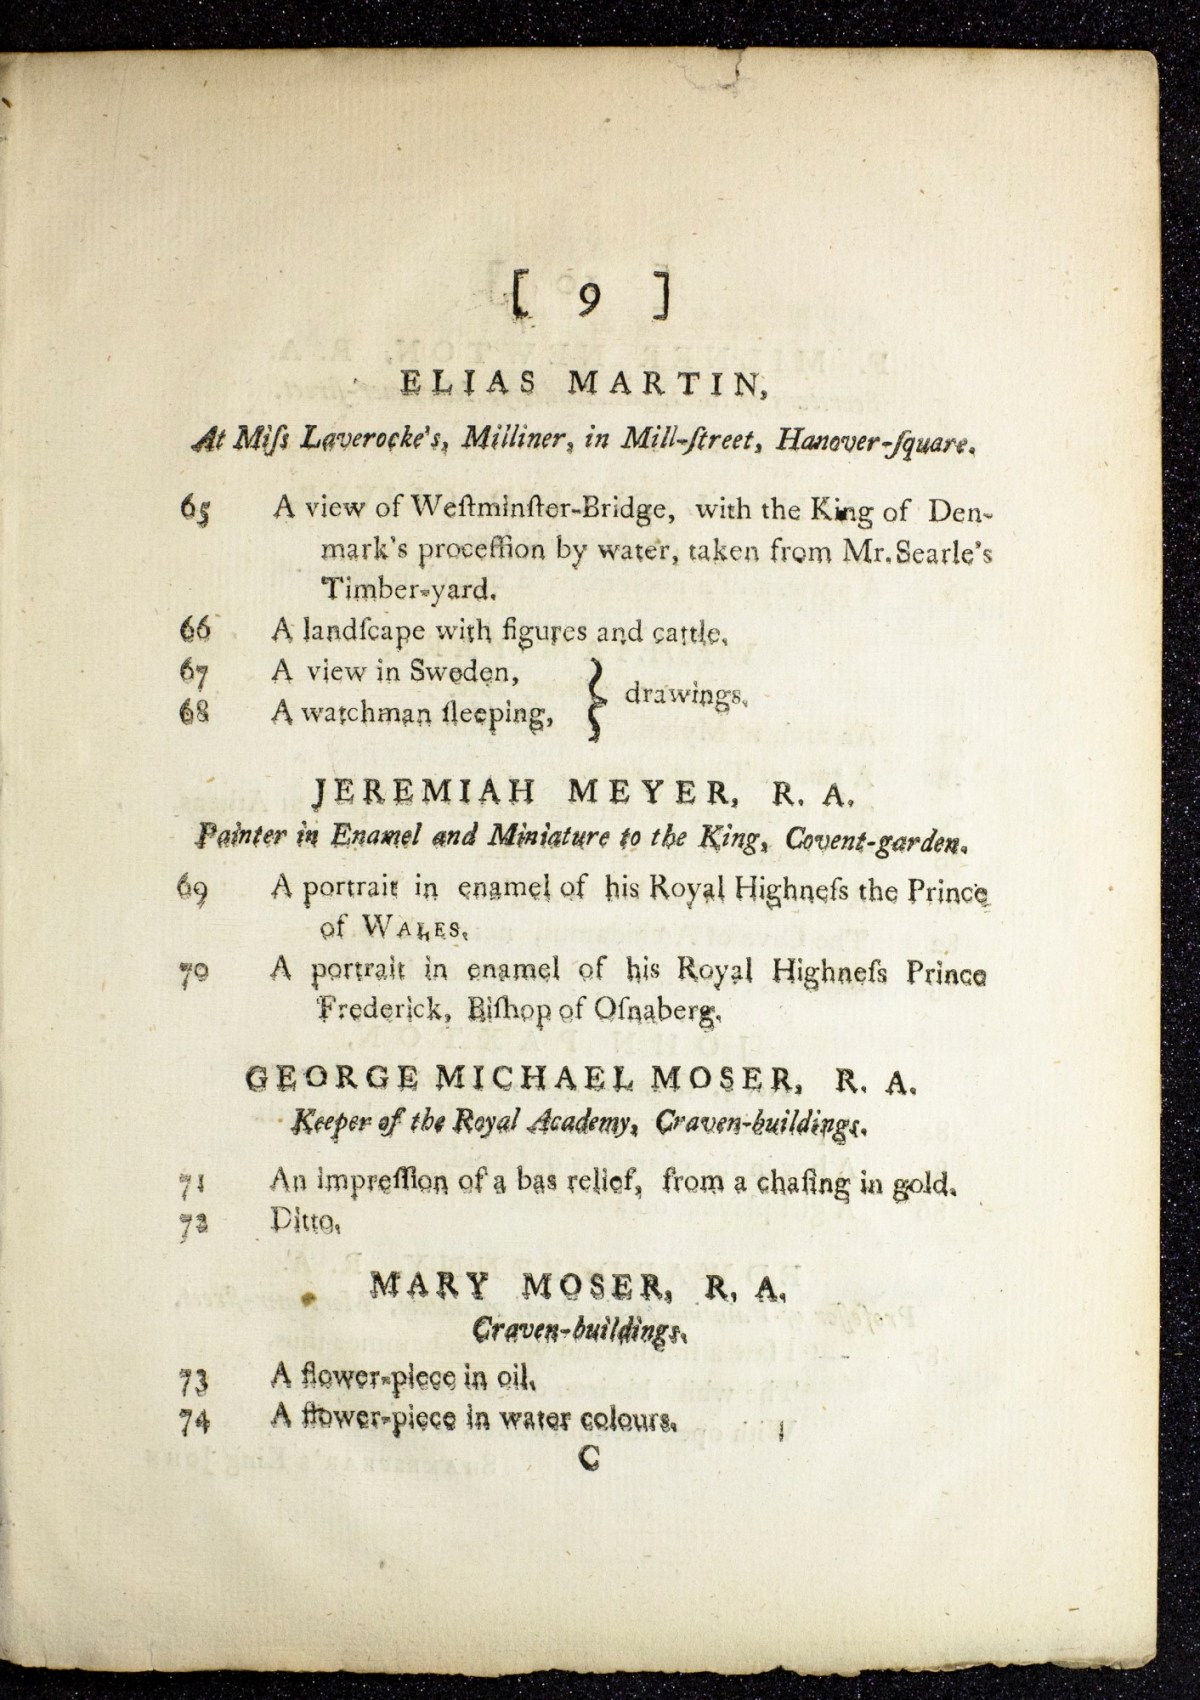 [ 9 ]
ELIAS MARTIN,
At Miſs Laverocke's, Milliner, in Mill-ſtreet, Hanover-ſquare.
65 A view of Weſtminſter-Bridge, with the King of Den-
mark's proceſſion by water, taken from Mr. Searle's
Timber-yard.
66 A landſcape with figures and cattle.
67 A view in Sweden,
68 A watchman ſleeping, } drawings.
JEREMIAH MEYER, R. A.
Painter in Enamel and Miniature to the King, Covent-garden.
69 A portrait in enamel of his Royal Highneſs the Prince
of WALES.
70 A portrait in enamel of his Royal Highneſs Prince
Frederick, Biſhop of Oſnaberg.
GEORGE MICHAEL MOSER, R. A.
Keeper of the Royal Academy, Craven-buildings.
71 An impreſſion of a bas relief, from a chaſing in gold.
72 Ditto.
MARY MOSER, R. A.
Craven-buildings.
73 A flower-piece in oil.
74 A flower-piece in water colours.
C